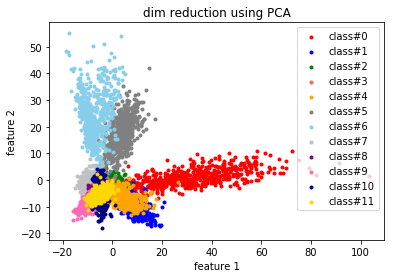 dim reduction using PCA
class#0
class#1
class#2
class#3
class#4
class#5
class#6
class#7
class#8
class#9
class#10
class#11
feature 2
50
40
30
20
10
0
−10
−20
−20
0
20
40
60
80
100
feature 1